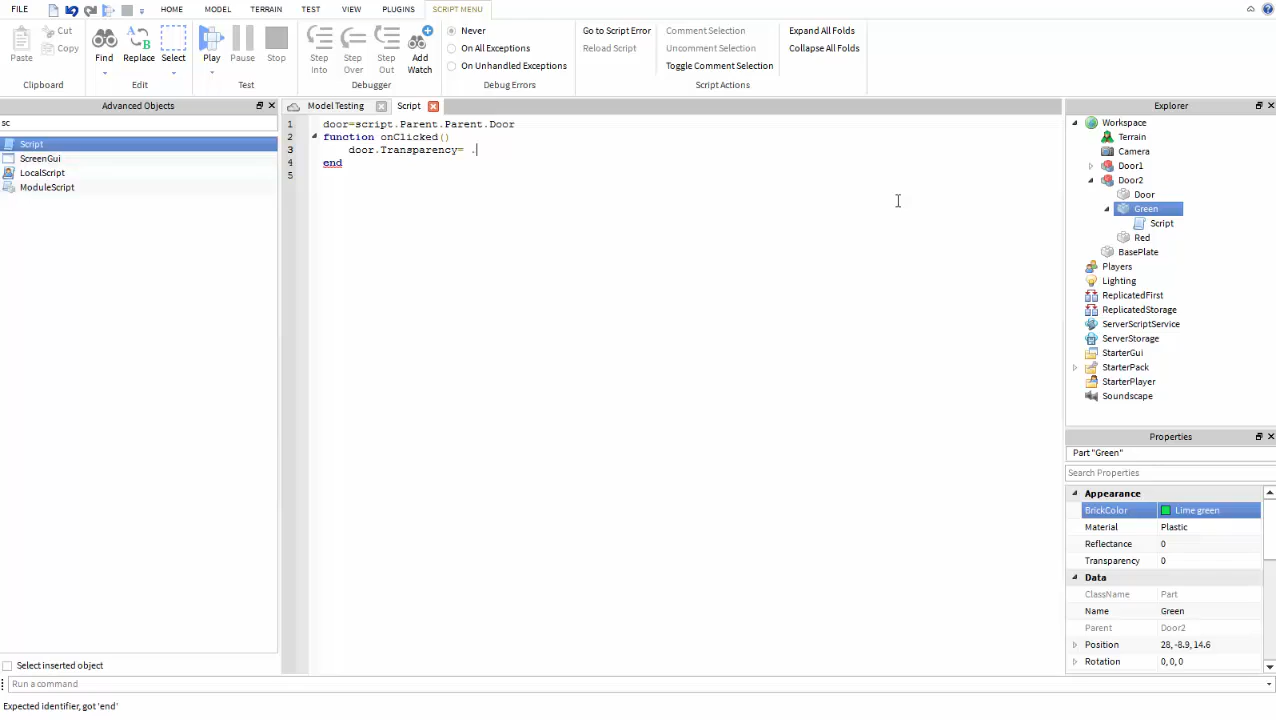 FILE HOME MODEL TERRAIN TEST VIEW PLUGINS SCRIPT MENU
Paste Cut Copy
Clipboard
Find Replace Select
Edit
Play Pause Stop
Test
Step Into Step Over Step Out Add Watch
Debugger
Never
On All Exceptions
On Unhandled Exceptions
Debug Errors
Go to Script Error
Reload Script
Comment Selection
Uncomment Selection
Toggle Comment Selection
Script Actions
Expand All Folds
Collapse All Folds
Advanced Objects
sc
Script
ScreenGui
LocalScript
ModuleScript
Select inserted object
Model Testing Script
1 door=script.Parent.Parent.Door
2 function onClicked()
3 door.Transparency= .
4 end
5
Explorer
Workspace
Terrain
Camera
Door1
Door2
Door
Green
Script
Red
BasePlate
Players
Lighting
ReplicatedFirst
ReplicatedStorage
ServerScriptService
ServerStorage
StarterGui
StarterPack
StarterPlayer
Soundscape
Properties
Part "Green"
Search Properties
Appearance
BrickColor Lime green
Material Plastic
Reflectance 0
Transparency 0
Data
ClassName Part
Name Green
Parent Door2
Position 28, -8.9, 14.6
Rotation 0, 0, 0
Run a command
Expected identifier, got 'end'